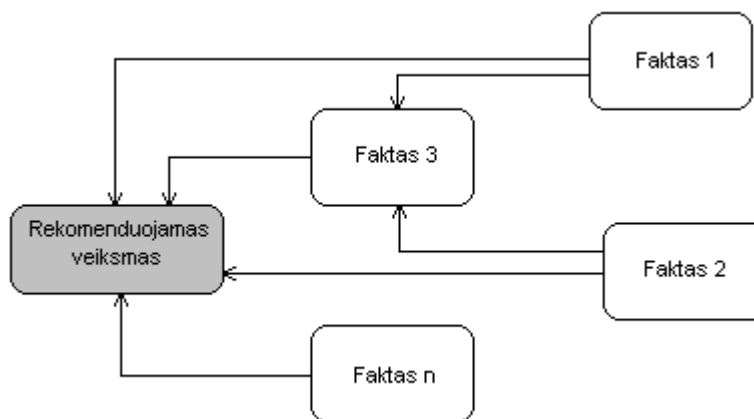 Faktas 1
Faktas 3
Rekomenduojamas
veiksmas
Faktas 2
Faktas n